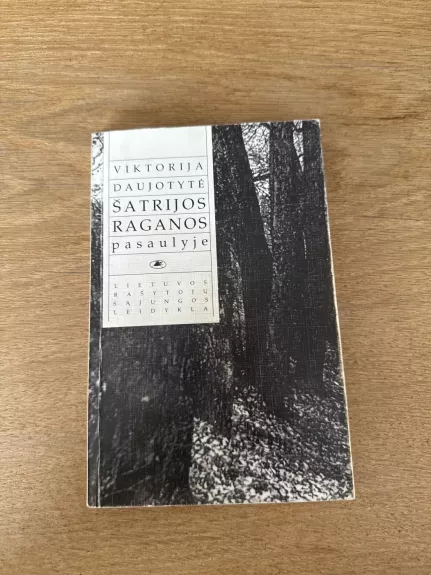 VIKTORIJA
DAUJOTYTĖ
ŠATRIJOS
RAGANOS
pasaulyje
LIETUVOS
RAŠYTOJŲ
SĄJUNGOS
LEIDYKLA